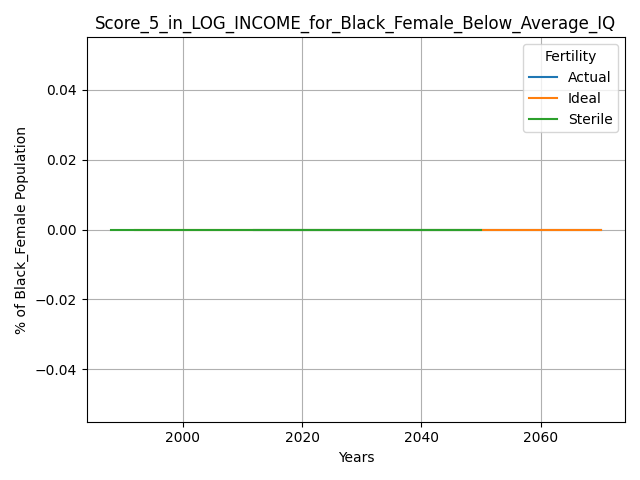 Score_5_in_LOG_INCOME_for_Black_Female_Below_Average_IQ
Fertility
Actual
Ideal
Sterile
0.04
0.02
0.00
−0.02
−0.04
% of Black_Female Population
2000
2020
2040
2060
Years